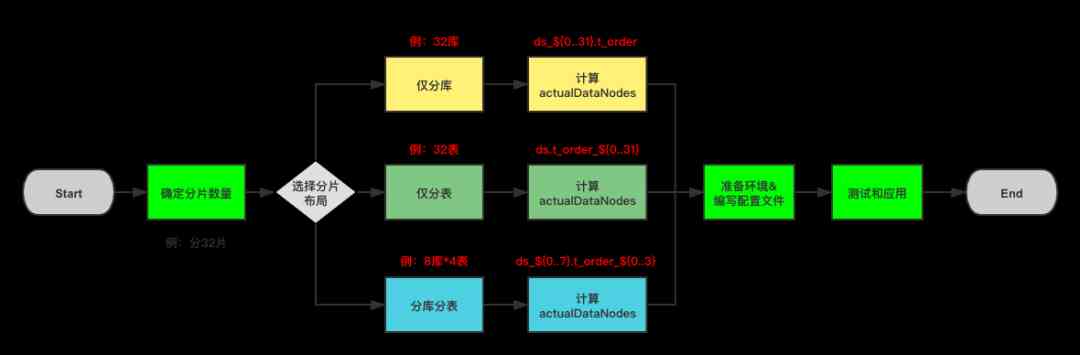 Start
确定分片数量
例：分32片
选择分片
布局
例：32库
仅分库
ds_${0..31}.t_order
计算
actualDataNodes
例：32表
仅分表
ds.t_order_${0..31}
计算
actualDataNodes
例：8库*4表
分库分表
ds_${0..7}.t_order_${0..3}
计算
actualDataNodes
准备环境&
编写配置文件
测试和应用
End